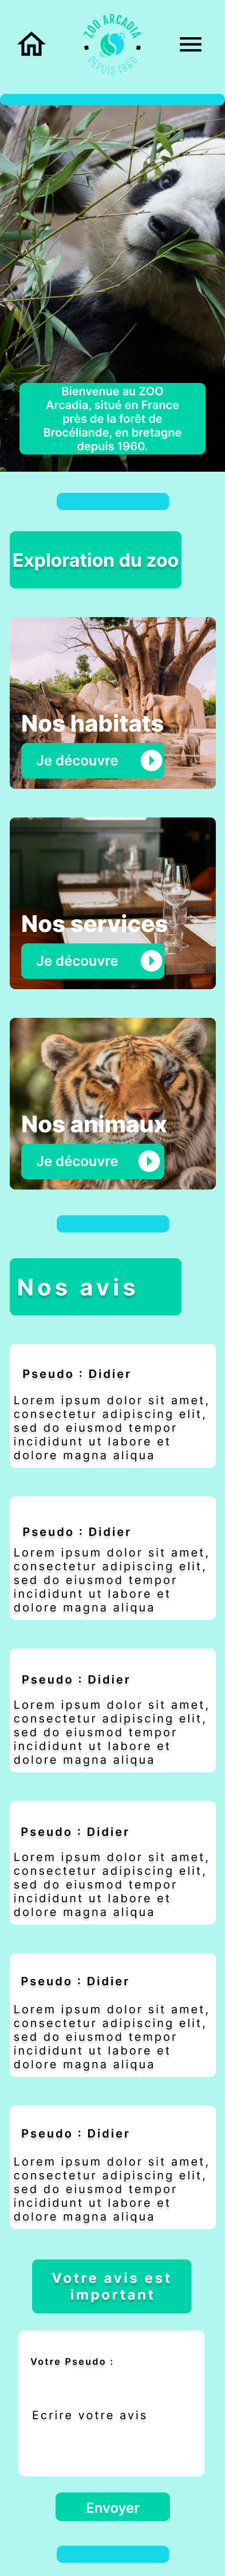 ZOO ARCADIA
DEPUIS 1960
Bienvenue au ZOO
Arcadia, situé en France
près de la forêt de
Brocéliande, en bretagne
depuis 1960.
Exploration du zoo
Nos habitats
Je découvre
Nos services
Je découvre
Nos animaux
Je découvre
Nos avis
Pseudo : Didier
Lorem ipsum dolor sit amet,
consectetur adipiscing elit,
sed do eiusmod tempor
incididunt ut labore et
dolore magna aliqua
Pseudo : Didier
Lorem ipsum dolor sit amet,
consectetur adipiscing elit,
sed do eiusmod tempor
incididunt ut labore et
dolore magna aliqua
Pseudo : Didier
Lorem ipsum dolor sit amet,
consectetur adipiscing elit,
sed do eiusmod tempor
incididunt ut labore et
dolore magna aliqua
Pseudo : Didier
Lorem ipsum dolor sit amet,
consectetur adipiscing elit,
sed do eiusmod tempor
incididunt ut labore et
dolore magna aliqua
Pseudo : Didier
Lorem ipsum dolor sit amet,
consectetur adipiscing elit,
sed do eiusmod tempor
incididunt ut labore et
dolore magna aliqua
Pseudo : Didier
Lorem ipsum dolor sit amet,
consectetur adipiscing elit,
sed do eiusmod tempor
incididunt ut labore et
dolore magna aliqua
Votre avis est
important
Votre Pseudo :
Ecrire votre avis
Envoyer